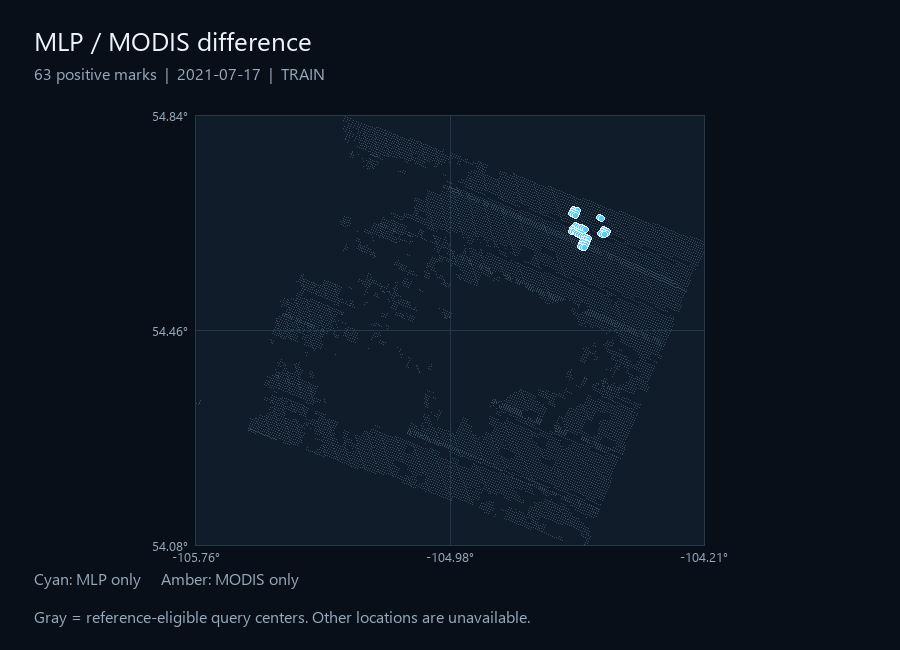 MLP / MODIS difference
63 positive marks | 2021-07-17 | TRAIN
54.84°
54.46°
54.08°
-105.76° -104.98° -104.21°
Cyan: MLP only Amber: MODIS only
Gray = reference-eligible query centers. Other locations are unavailable.